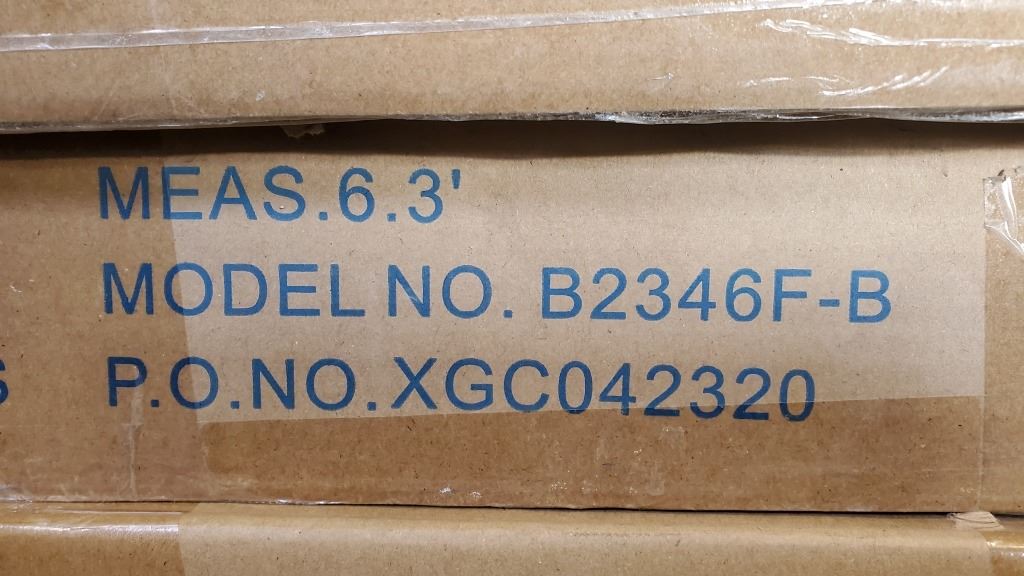 MEAS.6.3'
MODEL NO. B2346F-B
P.O.NO.XGC042320